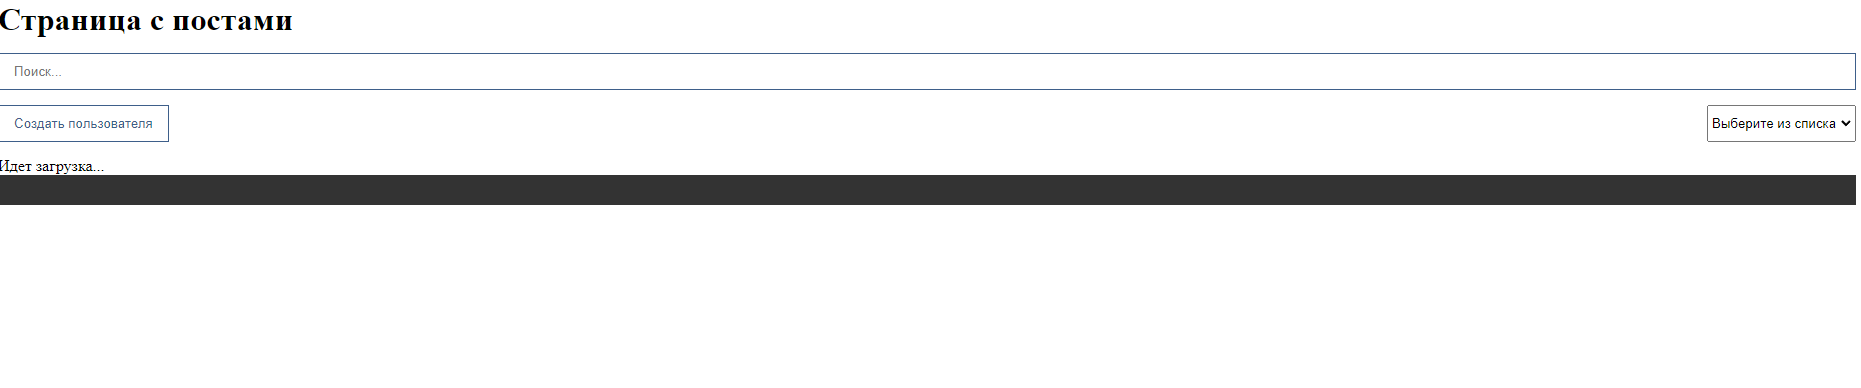 Страница с постами
Поиск...
Создать пользователя
Выберите из списка
Идет загрузка...